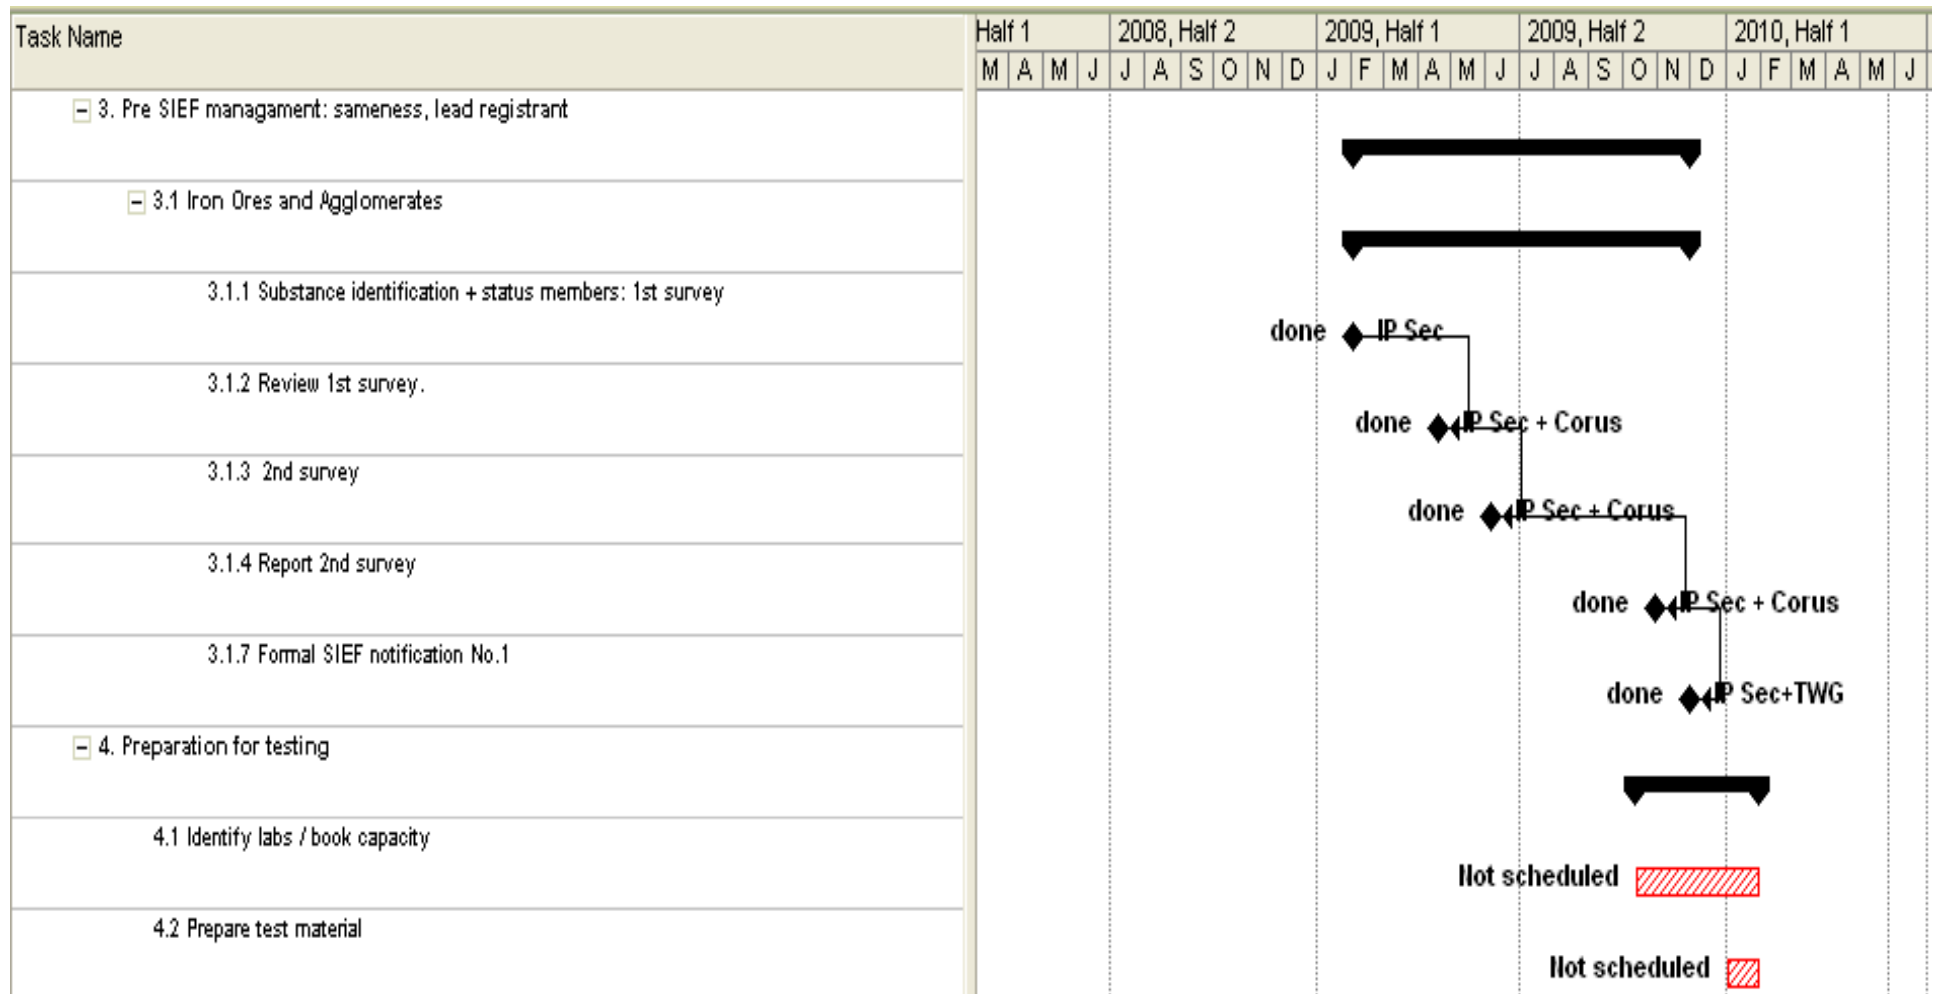 Task Name
Half 1 2008, Half 2 2009, Half 1 2009, Half 2 2010, Half 1
M A M J J A S O N D J F M A M J J A S O N D J F M A M J
3. Pre SIEF managament: sameness, lead registrant
3.1 Iron Ores and Agglomerates
3.1.1 Substance identification + status members: 1st survey
done IP Sec
3.1.2 Review 1st survey.
done IP Sec + Corus
3.1.3 2nd survey
done IP Sec + Corus
3.1.4 Report 2nd survey
done IP Sec + Corus
3.1.7 Formal SIEF notification No.1
done IP Sec+TWG
4. Preparation for testing
4.1 Identify labs / book capacity
Not scheduled
4.2 Prepare test material
Not scheduled